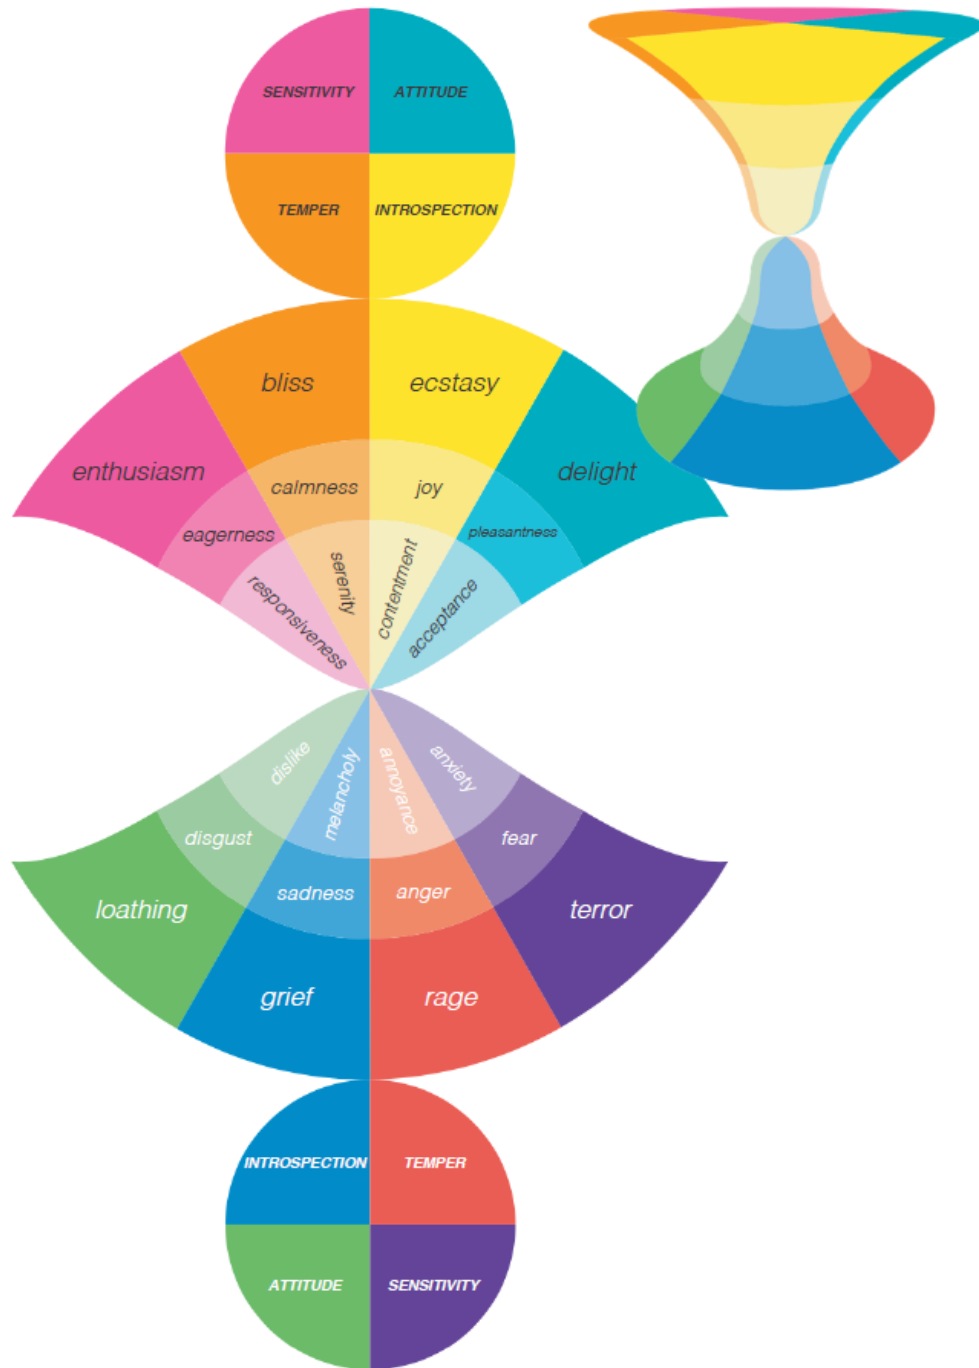 SENSITIVITY ATTITUDE
TEMPER INTROSPECTION
bliss ecstasy
enthusiasm delight
calmness joy
eagerness pleasantness
responsiveness serenity contentment acceptance
dislike melancholy annoyance anxiety
disgust fear
sadness anger
loathing terror
grief rage
INTROSPECTION TEMPER
ATTITUDE SENSITIVITY